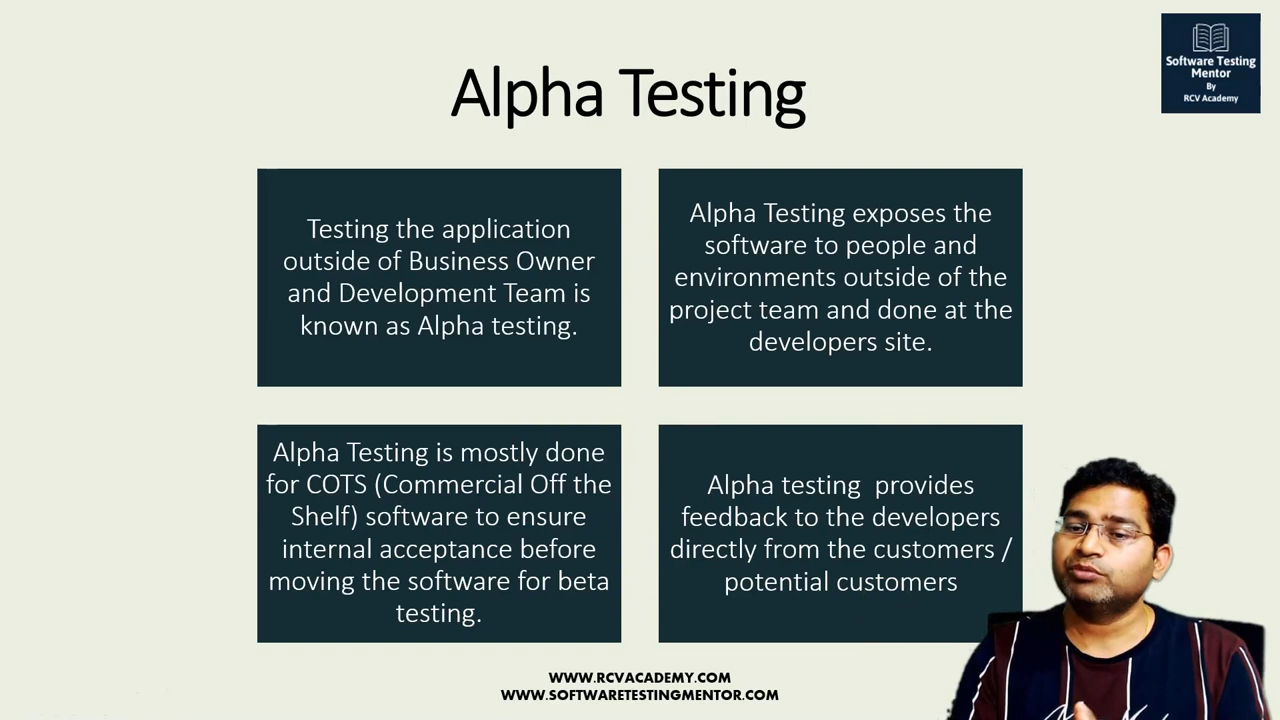 Alpha Testing
Software Testing
Mentor
By
RCV Academy
Testing the application
outside of Business Owner
and Development Team is
known as Alpha testing.
Alpha Testing exposes the
software to people and
environments outside of the
project team and done at the
developers site.
Alpha Testing is mostly done
for COTS (Commercial Off the
Shelf) software to ensure
internal acceptance before
moving the software for beta
testing.
Alpha testing  provides
feedback to the developers
directly from the customers /
potential customers
WWW.RCVACADEMY.COM
WWW.SOFTWARETESTINGMENTOR.COM